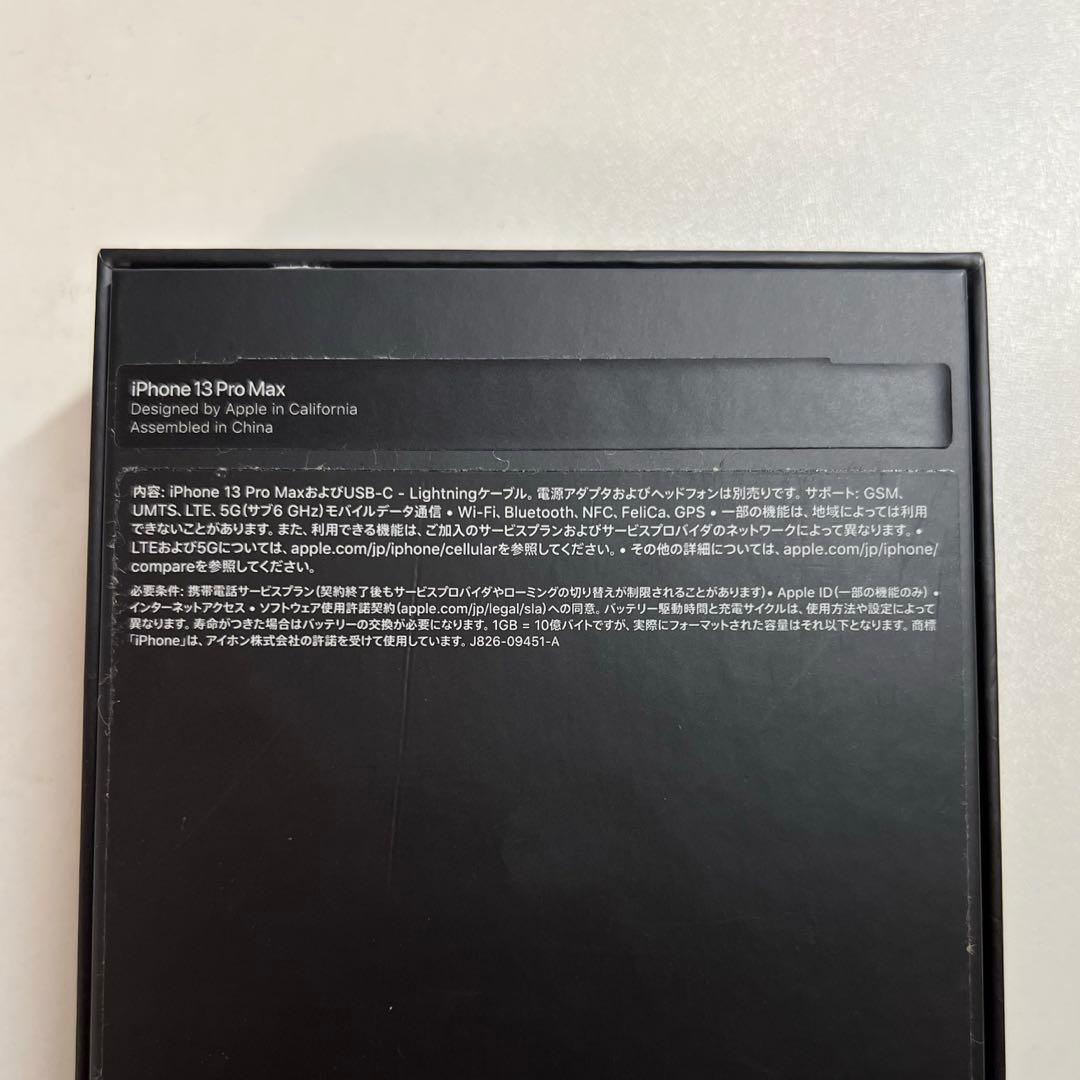 iPhone 13 Pro Max
Designed by Apple in California
Assembled in China
内容: iPhone 13 Pro MaxおよびUSB-C - Lightningケーブル。電源アダプタおよびヘッドフォンは別売りです。サポート: GSM、
UMTS、LTE、5G(サブ6 GHz)モバイルデータ通信 • Wi-Fi、Bluetooth、NFC、FeliCa、GPS • 一部の機能は、地域によっては利用
できないことがあります。また、利用できる機能は、ご加入のサービスプランおよびサービスプロバイダのネットワークによって異なります。•
LTEおよび5Gについては、apple.com/jp/iphone/cellularを参照してください。• その他の詳細については、apple.com/jp/iphone/
compareを参照してください。
必要条件: 携帯電話サービスプラン(契約終了後もサービスプロバイダやローミングの切り替えが制限されることがあります) • Apple ID(一部の機能のみ) •
インターネットアクセス • ソフトウェア使用許諾契約(apple.com/jp/legal/sla)への同意。バッテリー駆動時間と充電サイクルは、使用方法や設定によって
異なります。寿命がつきた場合はバッテリーの交換が必要になります。1GB = 10億バイトですが、実際にフォーマットされた容量はそれ以下となります。商標
「iPhone」は、アイホン株式会社の許諾を受けて使用しています。J826-09451-A